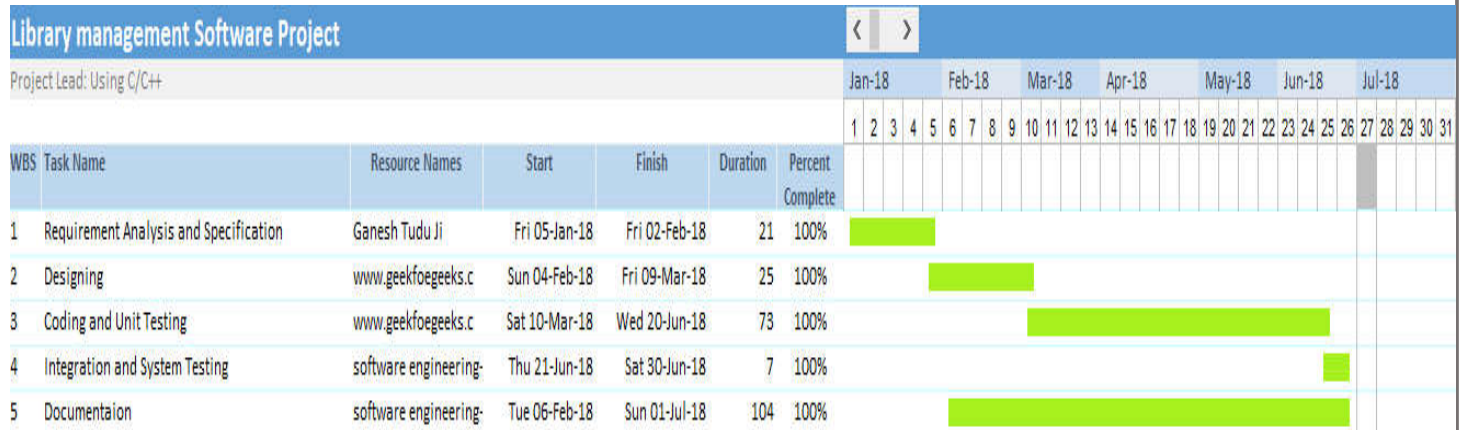 Library management Software Project
Project Lead: Using C/C++
Jan-18 Feb-18 Mar-18 Apr-18 May-18 Jun-18 Jul-18
1 2 3 4 5 6 7 8 9 10 11 12 13 14 15 16 17 18 19 20 21 22 23 24 25 26 27 28 29 30 31
WBS Task Name Resource Names Start Finish Duration Percent Complete
1 Requirement Analysis and Specification Ganesh Tudu Ji Fri 05-Jan-18 Fri 02-Feb-18 21 100%
2 Designing www.geekfoegeeks.c Sun 04-Feb-18 Fri 09-Mar-18 25 100%
3 Coding and Unit Testing www.geekfoegeeks.c Sat 10-Mar-18 Wed 20-Jun-18 73 100%
4 Integration and System Testing software engineering- Thu 21-Jun-18 Sat 30-Jun-18 7 100%
5 Documentaion software engineering- Tue 06-Feb-18 Sun 01-Jul-18 104 100%